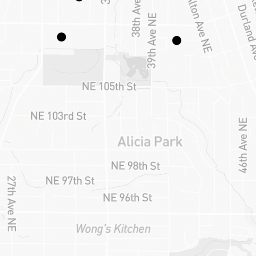 38th Ave NE
39th Ave NE
Durland Ave NE
NE 105th St
NE 103rd St
Alicia Park
NE 98th St
NE 97th St
46th Ave NE
27th Ave NE
NE 96th St
Wong's Kitchen